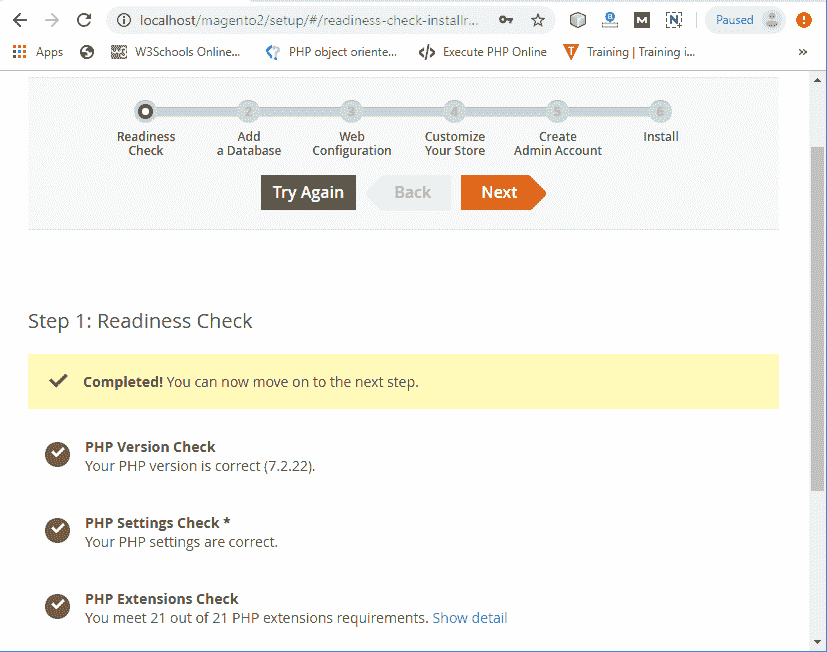 localhost/magento2/setup/#/readiness-check-installr...
Paused
Apps
W3Schools Online...
PHP object oriente...
Execute PHP Online
Training | Training i...
»
2 3 4 5 6
Readiness Check
Add a Database
Web Configuration
Customize Your Store
Create Admin Account
Install
Try Again
Back
Next
Step 1: Readiness Check
Completed! You can now move on to the next step.
PHP Version Check
Your PHP version is correct (7.2.22).
PHP Settings Check *
Your PHP settings are correct.
PHP Extensions Check
You meet 21 out of 21 PHP extensions requirements. Show detail